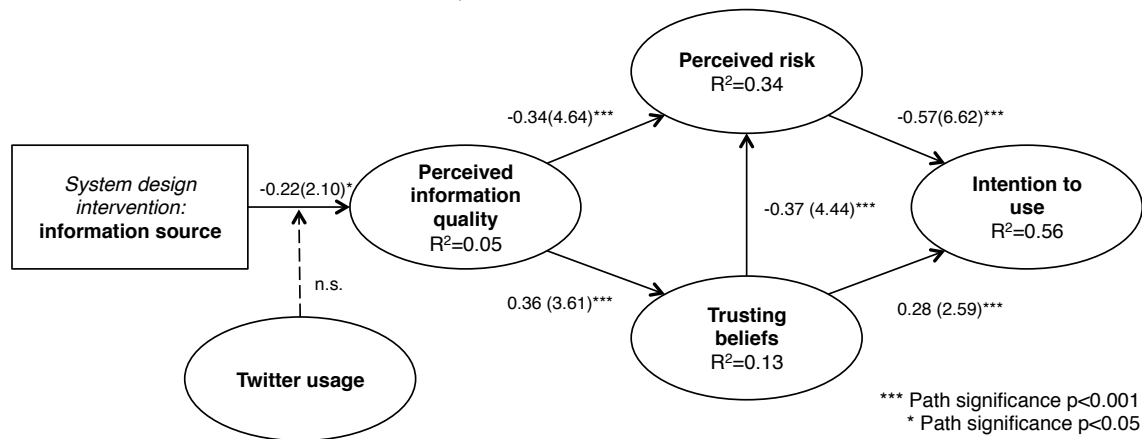 Perceived risk
R²=0.34
-0.34(4.64)***
-0.57(6.62)***
System design
intervention:
information source
-0.22(2.10)*
Perceived
information
quality
R²=0.05
-0.37 (4.44)***
Intention to
use
R²=0.56
n.s.
0.36 (3.61)***
Trusting
beliefs
R²=0.13
0.28 (2.59)***
Twitter usage
*** Path significance p<0.001
* Path significance p<0.05